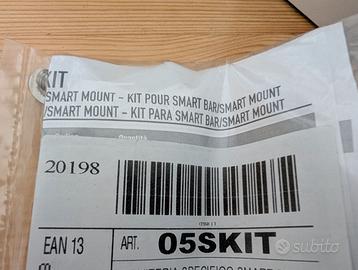 KIT
SMART MOUNT - KIT POUR SMART BAR/SMART MOUNT
/SMART MOUNT - KIT PARA SMART BAR/SMART MOUNT
Quantità
20198
EAN 13
ART. 05SKIT
subito